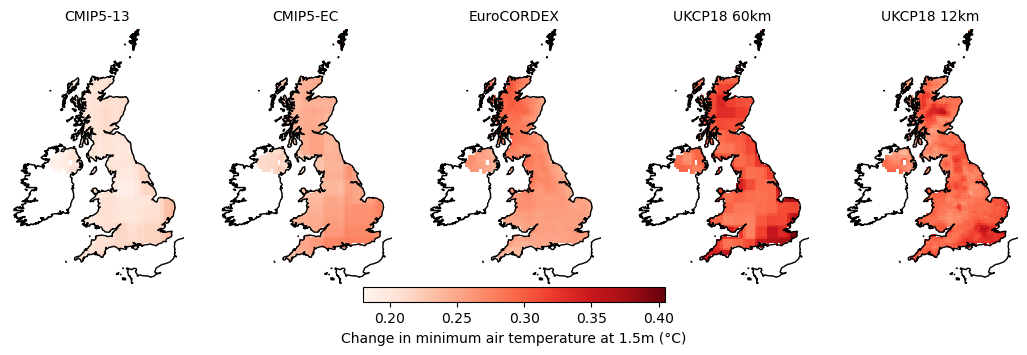 CMIP5-13 CMIP5-EC EuroCORDEX UKCP18 60km UKCP18 12km
0.20 0.25 0.30 0.35 0.40
Change in minimum air temperature at 1.5m (°C)